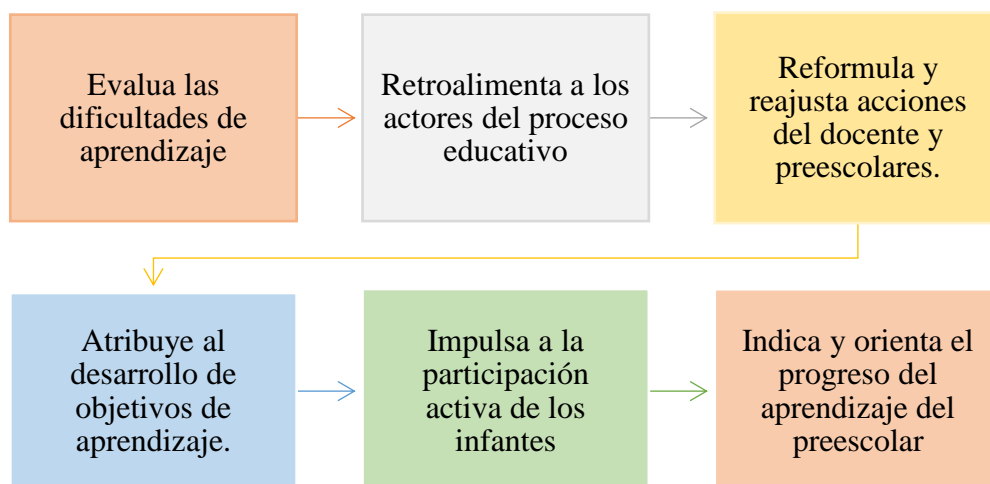 Evalua las
dificultades de
aprendizaje
Retroalimenta a los
actores del proceso
educativo
Reformula y
reajusta acciones
del docente y
preescolares.
Atribuye al
desarrollo de
objetivos de
aprendizaje.
Impulsa a la
participación
activa de los
infantes
Indica y orienta el
progreso del
aprendizaje del
preescolar